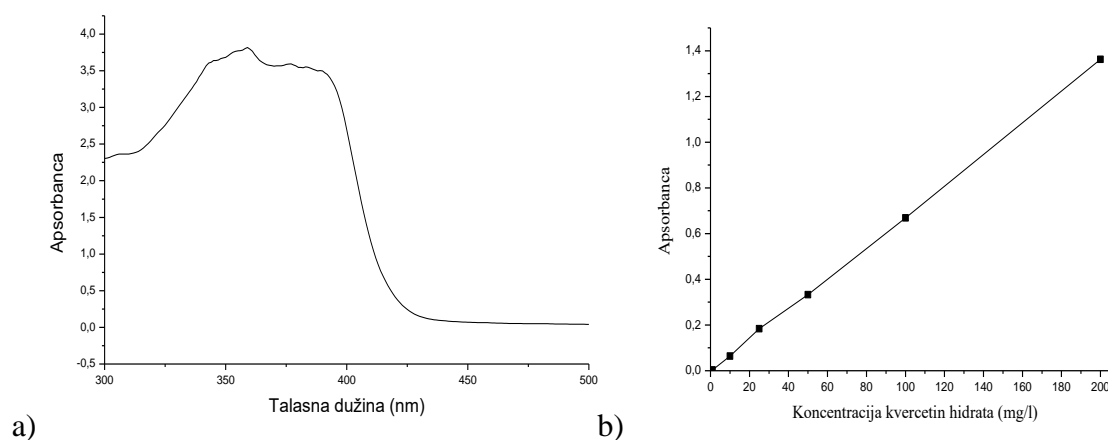 4,0
3,5
3,0
2,5
2,0
1,5
1,0
0,5
0,0
-0,5
Apsorbanca
300 350 400 450 500
Talasna dužina (nm)
a)
1,4
1,2
1,0
0,8
0,6
0,4
0,2
0,0
Apsorbanca
0 20 40 60 80 100 120 140 160 180 200
Koncentracija kvercetin hidrata (mg/l)
b)